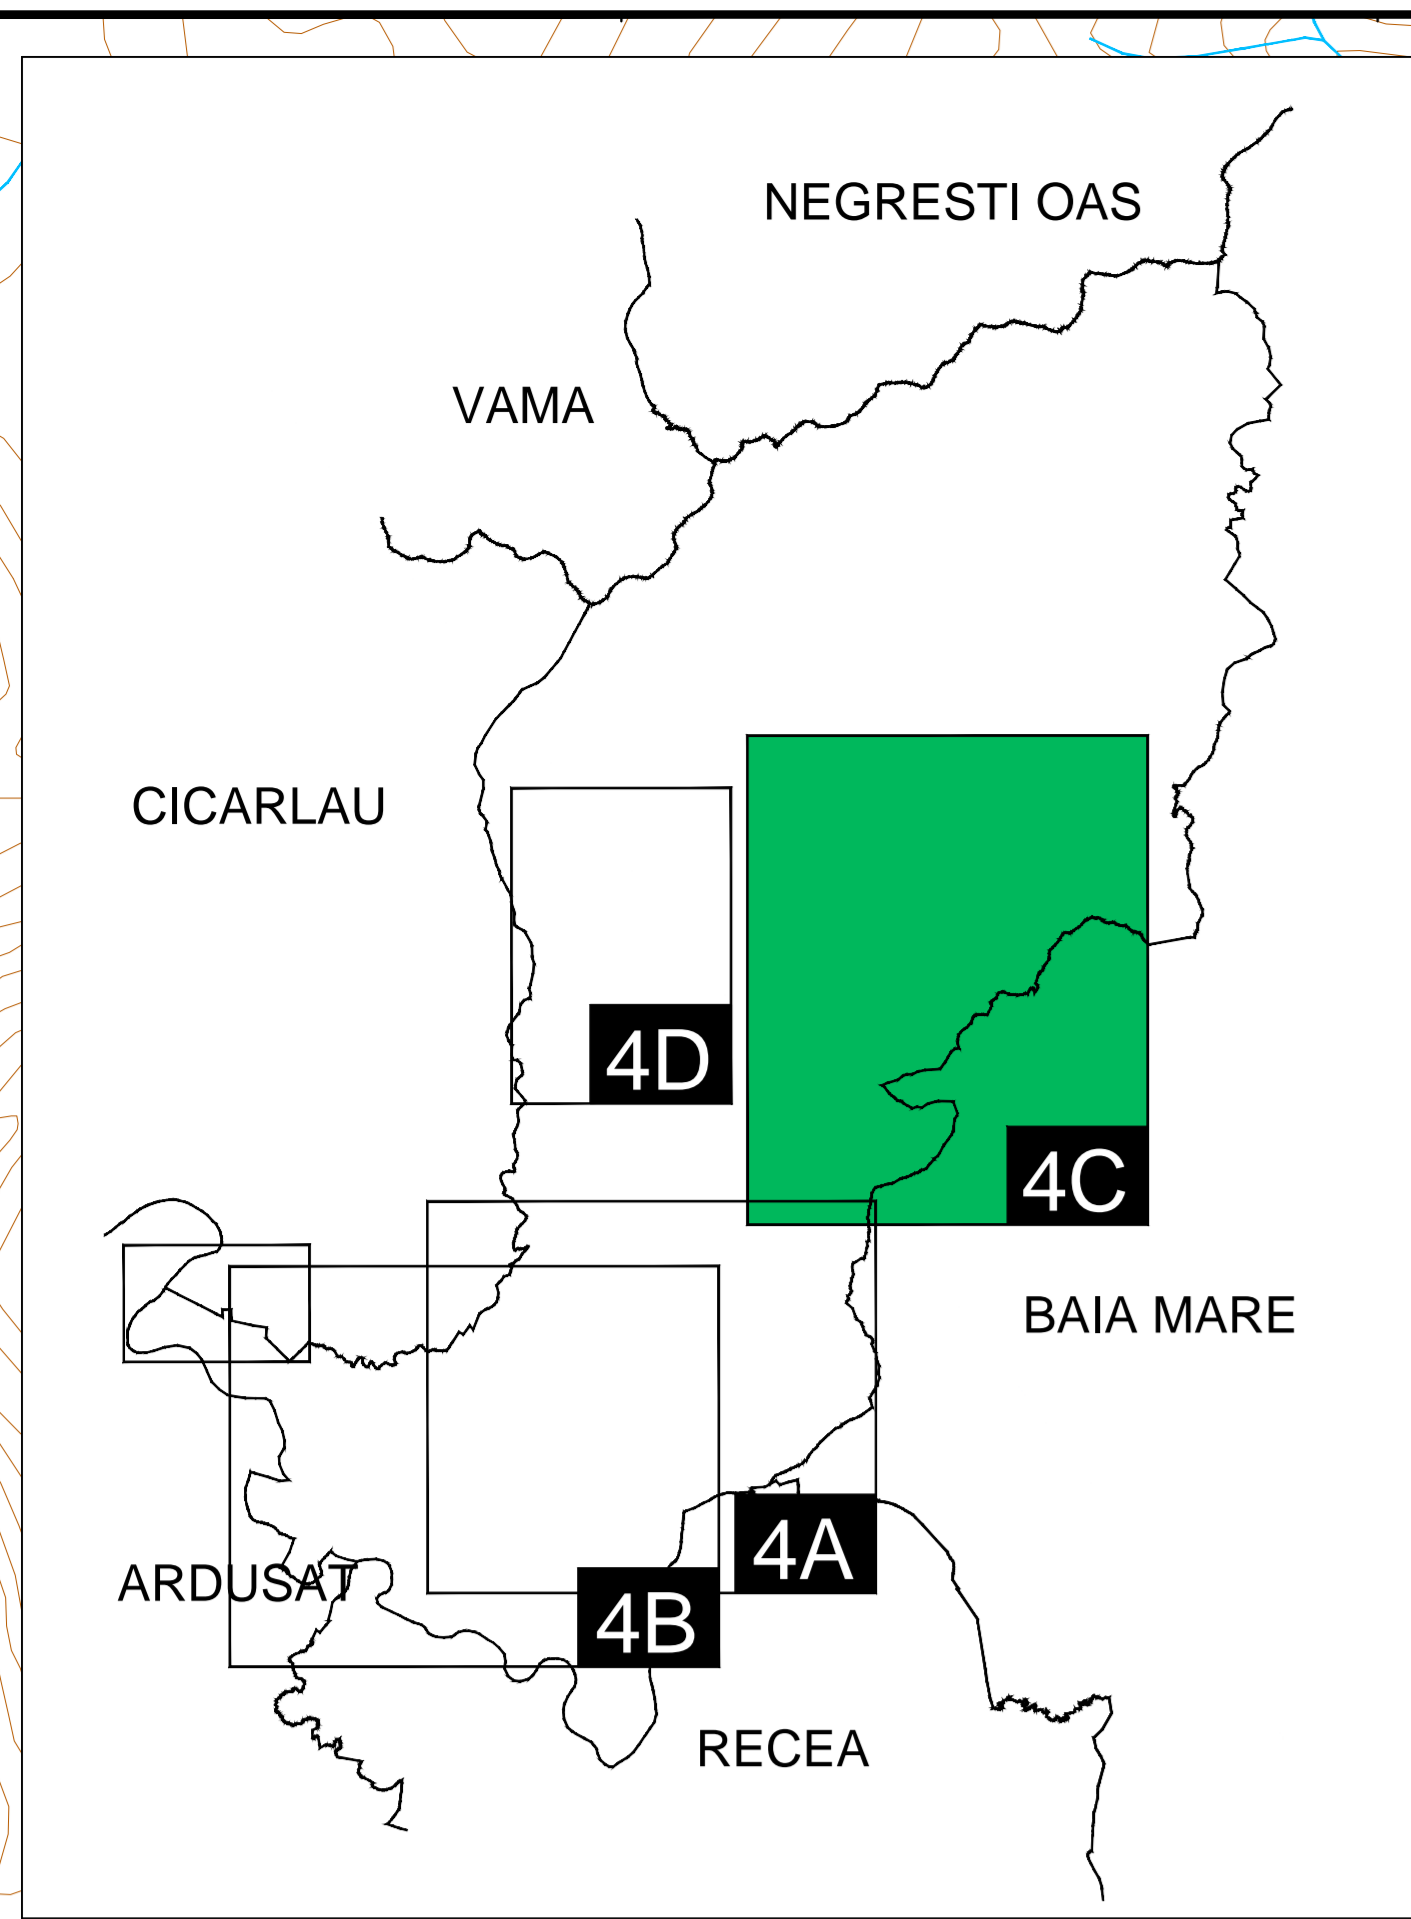 NEGRESTI OAS
VAMA
CICARLAU
4D
4C
BAIA MARE
4A
ARDUSAT
4B
RECEA